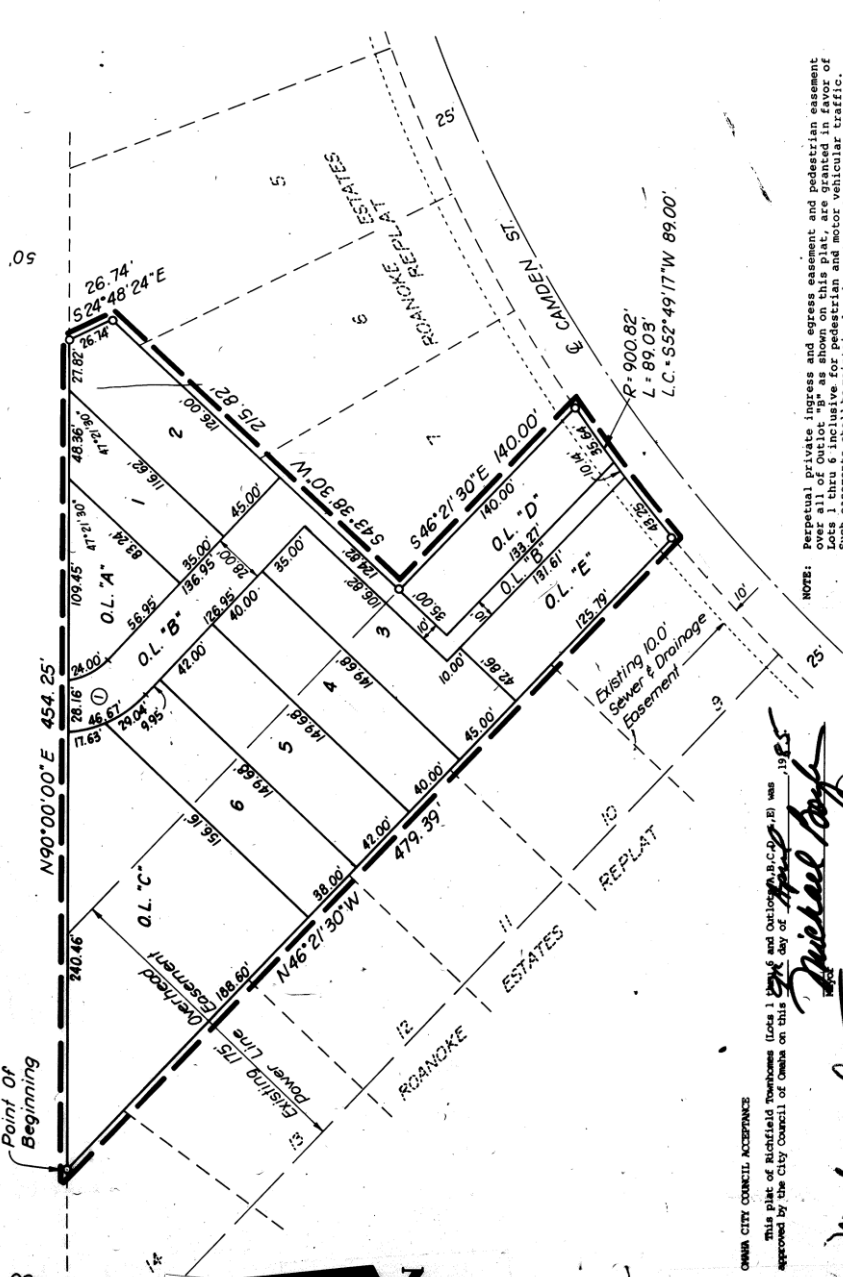 Point Of
Beginning
N90°00'00"E 454.25'
50'
240.46'
28.16'
109.45'
48.36'
27.82'
26.74'
S24°48'24"E
26.74'
17.63'
46.67'
1
24.00'
29.04'
9.95'
O.L. "A"
47°21'30"
47°21'30"
83.24'
116.62'
1
2
126.00'
215.82'
S43°38'30"W
56.95'
35.00'
136.95'
45.00'
26.00'
O.L. "B"
126.95'
40.00'
35.00'
42.00'
124.82'
106.82'
3
4
5
6
149.68'
149.68'
149.68'
156.16'
O.L. "C"
Existing 175'
Power Line
Overhead
Easement
188.60'
38.00'
42.00'
40.00'
45.00'
479.39'
N46°21'30"W
42.86'
10.00'
10'
35.00'
10'
S46°21'30"E 140.00'
140.00'
O.L. "D"
133.27'
O.L. "B"
131.61'
O.L. "E"
125.79'
10.14'
35.64'
43.25'
R=900.82'
L=89.03'
L.C.=S52°49'17"W 89.00'
5
6
7
ROANOKE ESTATES
REPLAT
25'
℄ CAMDEN ST.
Existing 10.0'
Sewer & Drainage
Easement
10'
25'
9
10
11
12
13
14
ROANOKE ESTATES REPLAT
NOTE: Perpetual private ingress and egress easement and pedestrian easement
over all of Outlot "B" as shown on this plat, are granted in favor of
Lots 1 thru 6 inclusive for pedestrian and motor vehicular traffic.
OMAHA CITY COUNCIL ACCEPTANCE
This plat of Richfield Townhomes (Lots 1 thru 6 and Outlots A,B,C,D,E) was
approved by the City Council of Omaha on this day of , 1985
Michael Boyle
Mayor